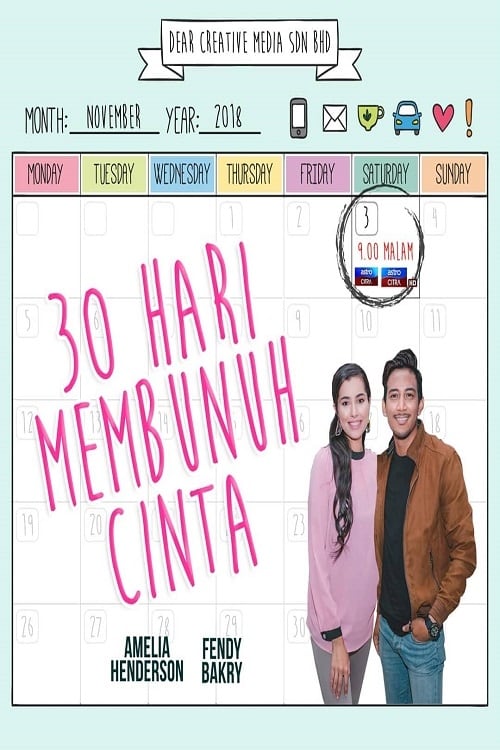 DEAR CREATIVE MEDIA SDN BHD
MONTH: NOVEMBER YEAR: 2018
MONDAY TUESDAY WEDNESDAY THURSDAY FRIDAY SATURDAY SUNDAY
1 2 3 4
9.00 MALAM
astro CITRA astro CITRA HD
5 6 9 10 11
30 HARI
MEMBUNUH
CINTA
12 13 14 18
19 20 23
26 27 28 29 30
AMELIA HENDERSON
FENDY BAKRY